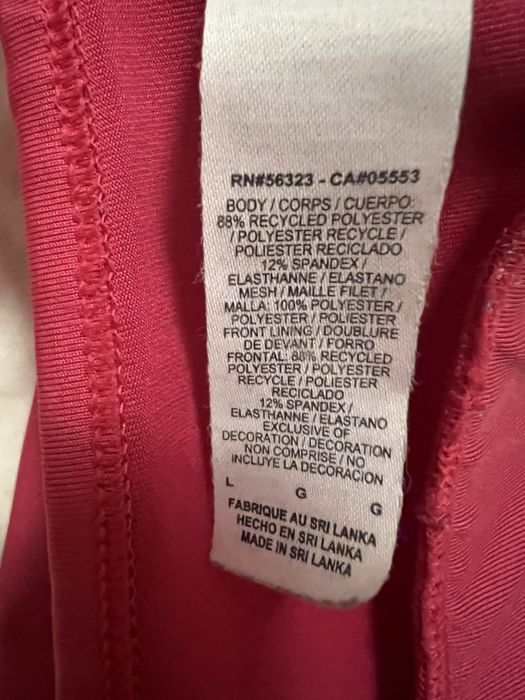 RN#56323 - CA#05553
BODY / CORPS / CUERPO:
88% RECYCLED POLYESTER
/ POLYESTER RECYCLE /
POLIESTER RECICLADO
12% SPANDEX /
ELASTHANNE / ELASTANO
MESH / MAILLE FILET /
MALLA: 100% POLYESTER /
POLYESTER / POLIESTER
FRONT LINING / DOUBLURE
DE DEVANT / FORRO
FRONTAL: 88% RECYCLED
POLYESTER / POLYESTER
RECYCLE / POLIESTER
RECICLADO
12% SPANDEX /
ELASTHANNE / ELASTANO
EXCLUSIVE OF
DECORATION / DECORATION
NON COMPRISE / NO
INCLUYE LA DECORACION
L G G
FABRIQUE AU SRI LANKA
HECHO EN SRI LANKA
MADE IN SRI LANKA